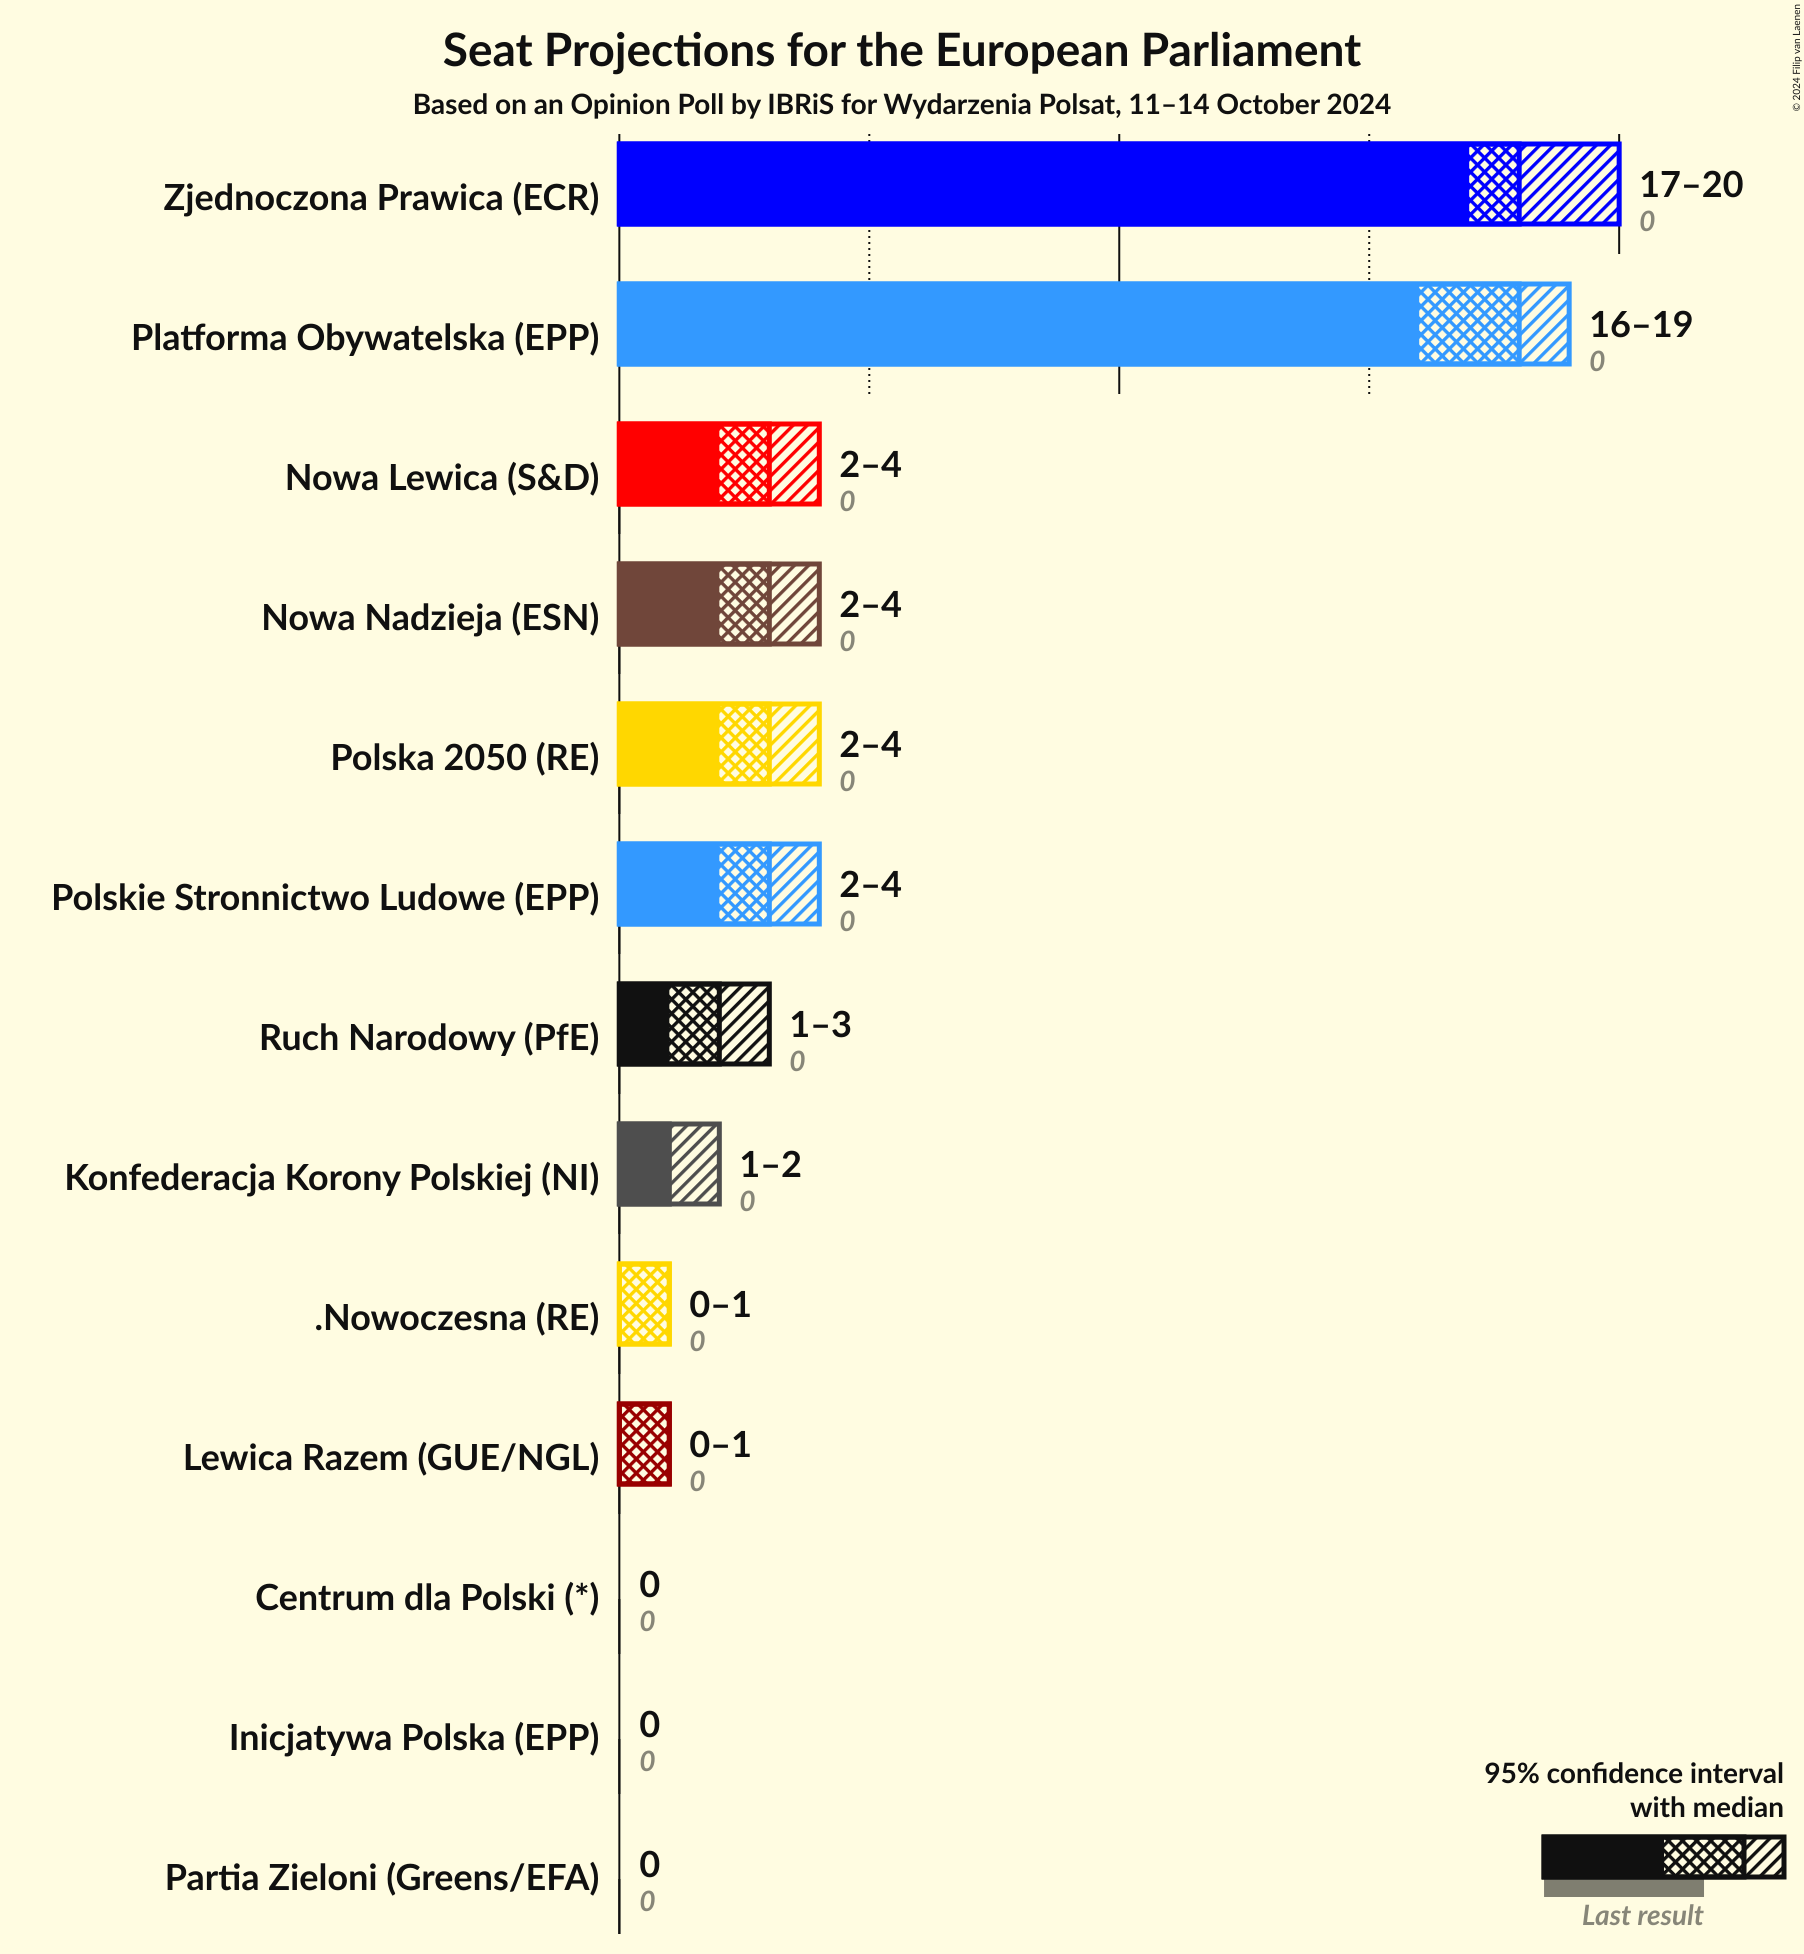 Seat Projections for the European Parliament
Based on an Opinion Poll by IBRiS for Wydarzenia Polsat, 11–14 October 2024
© 2024 Filip van Laenen
Zjednoczona Prawica (ECR)
17–20
0
Platforma Obywatelska (EPP)
16–19
0
Nowa Lewica (S&D)
2–4
0
Nowa Nadzieja (ESN)
2–4
0
Polska 2050 (RE)
2–4
0
Polskie Stronnictwo Ludowe (EPP)
2–4
0
Ruch Narodowy (PfE)
1–3
0
Konfederacja Korony Polskiej (NI)
1–2
0
.Nowoczesna (RE)
0–1
0
Lewica Razem (GUE/NGL)
0–1
0
Centrum dla Polski (*)
0
0
Inicjatywa Polska (EPP)
0
0
Partia Zieloni (Greens/EFA)
0
0
95% confidence interval
with median
Last result